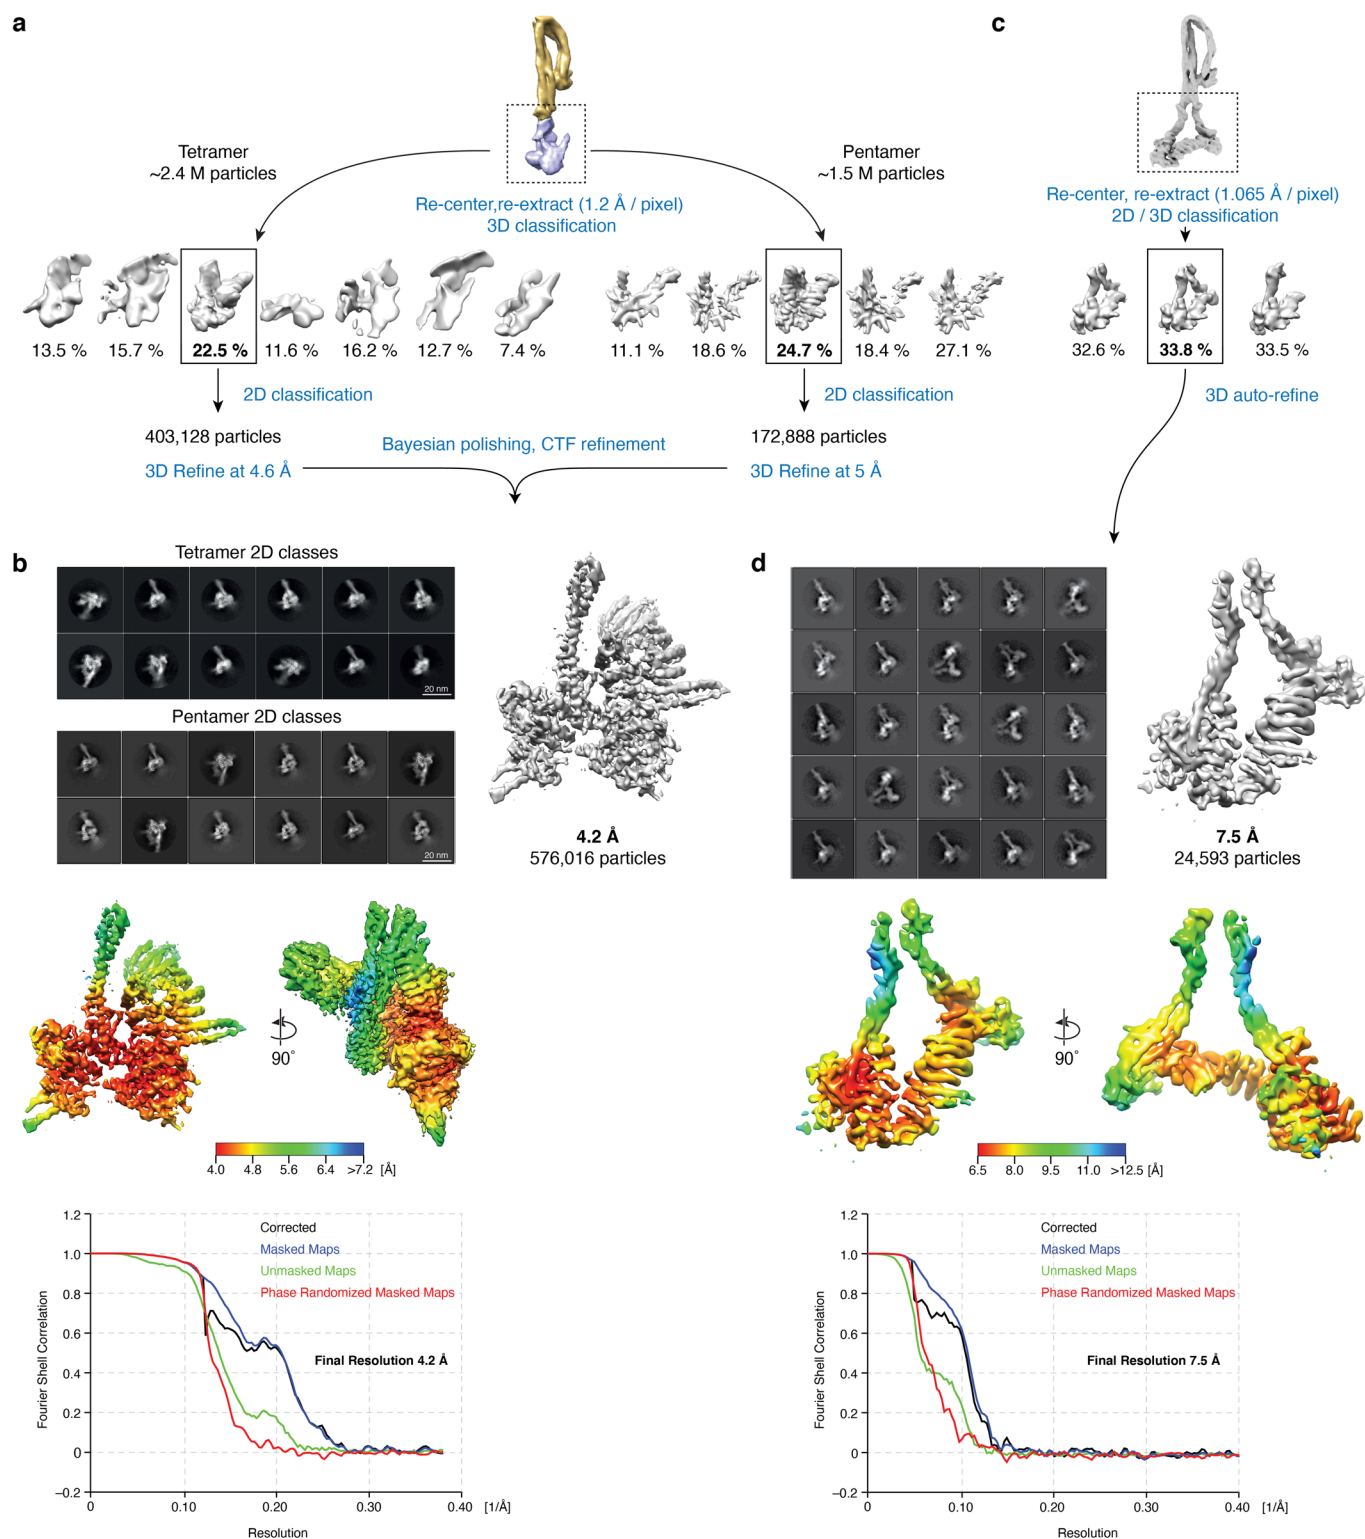 a
c
Tetramer
~2.4 M particles
Pentamer
~1.5 M particles
Re-center,re-extract (1.2 Å / pixel)
3D classification
Re-center, re-extract (1.065 Å / pixel)
2D / 3D classification
13.5 %
15.7 %
22.5 %
11.6 %
16.2 %
12.7 %
7.4 %
11.1 %
18.6 %
24.7 %
18.4 %
27.1 %
32.6 %
33.8 %
33.5 %
2D classification
2D classification
3D auto-refine
403,128 particles
Bayesian polishing, CTF refinement
172,888 particles
3D Refine at 4.6 Å
3D Refine at 5 Å
b
Tetramer 2D classes
20 nm
Pentamer 2D classes
20 nm
4.2 Å
576,016 particles
d
7.5 Å
24,593 particles
90°
4.0 4.8 5.6 6.4 >7.2 [Å]
90°
6.5 8.0 9.5 11.0 >12.5 [Å]
1.2
1.0
0.8
0.6
0.4
0.2
0
–0.2
Fourier Shell Correlation
Corrected
Masked Maps
Unmasked Maps
Phase Randomized Masked Maps
Final Resolution 4.2 Å
0 0.10 0.20 0.30 0.40 [1/Å]
Resolution
1.2
1.0
0.8
0.6
0.4
0.2
0
–0.2
Fourier Shell Correlation
Corrected
Masked Maps
Unmasked Maps
Phase Randomized Masked Maps
Final Resolution 7.5 Å
0 0.10 0.20 0.30 0.40 [1/Å]
Resolution